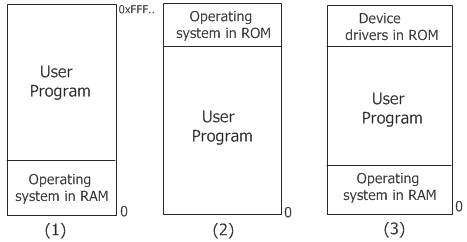 0xFFF..
User
Program
Operating
system in RAM
0
(1)
Operating
system in ROM
User
Program
0
(2)
Device
drivers in ROM
User
Program
Operating
system in RAM
0
(3)